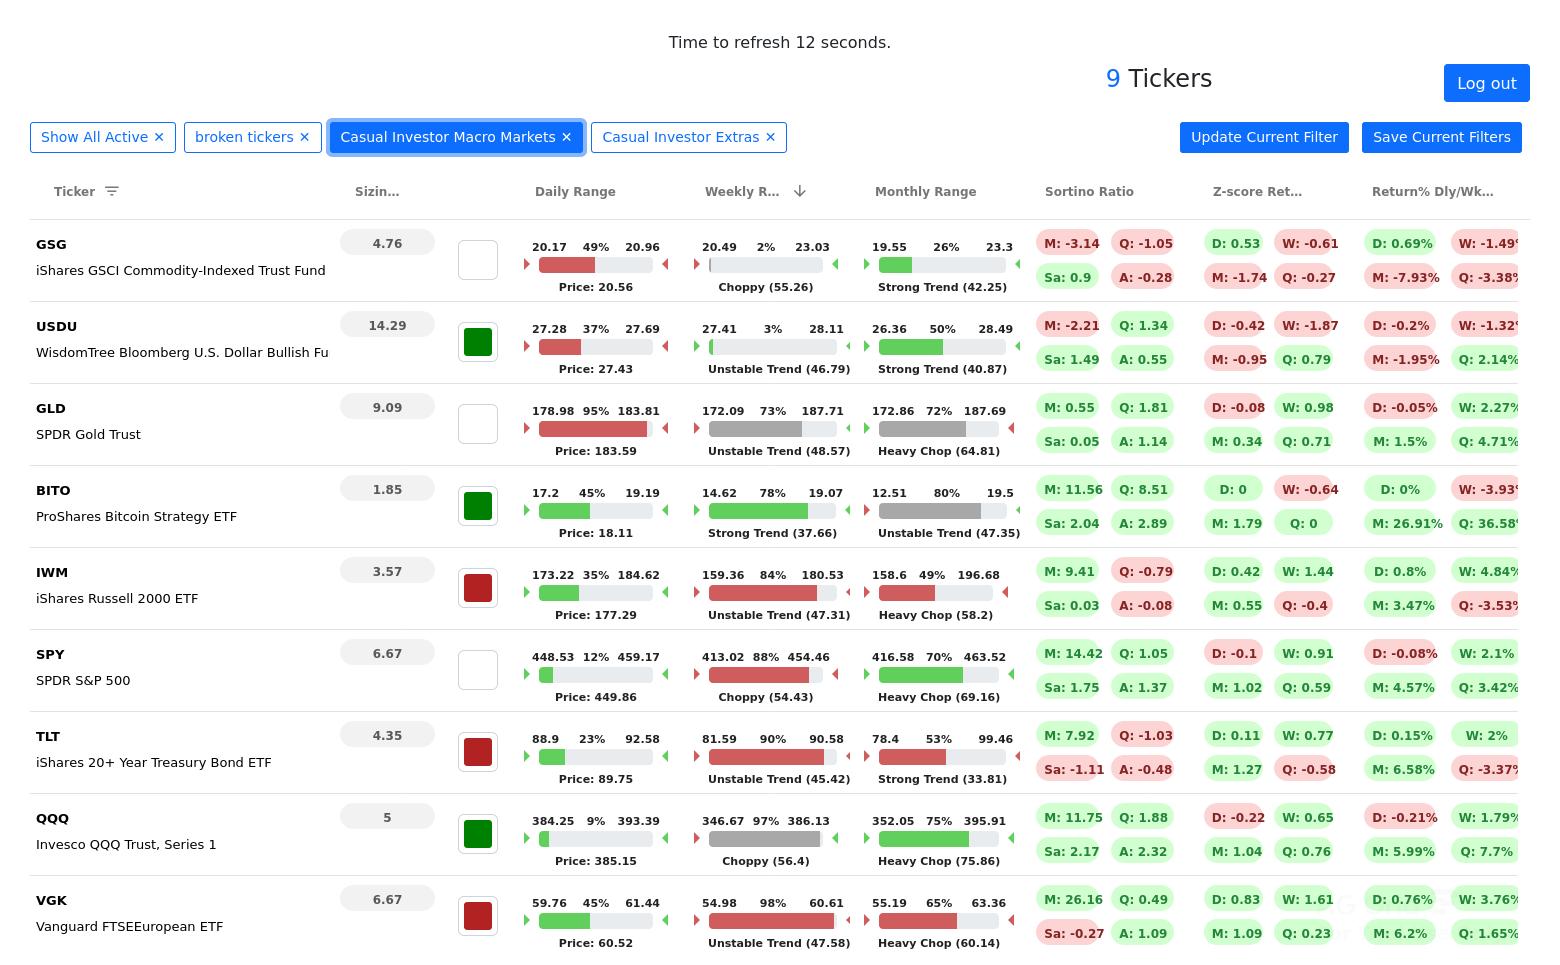 Time to refresh 12 seconds.
9 Tickers
Log out
Show All Active ✕ broken tickers ✕ Casual Investor Macro Markets ✕ Casual Investor Extras ✕ Update Current Filter Save Current Filters
Ticker Sizin... Daily Range Weekly R... Monthly Range Sortino Ratio Z-score Ret... Return% Dly/Wk...
GSG 4.76 20.17 49% 20.96 20.49 2% 23.03 19.55 26% 23.3 M: -3.14 Q: -1.05 D: 0.53 W: -0.61 D: 0.69% W: -1.49%
iShares GSCI Commodity-Indexed Trust Fund Price: 20.56 Choppy (55.26) Strong Trend (42.25) Sa: 0.9 A: -0.28 M: -1.74 Q: -0.27 M: -7.93% Q: -3.38%
USDU 14.29 27.28 37% 27.69 27.41 3% 28.11 26.36 50% 28.49 M: -2.21 Q: 1.34 D: -0.42 W: -1.87 D: -0.2% W: -1.32%
WisdomTree Bloomberg U.S. Dollar Bullish Fu Price: 27.43 Unstable Trend (46.79) Strong Trend (40.87) Sa: 1.49 A: 0.55 M: -0.95 Q: 0.79 M: -1.95% Q: 2.14%
GLD 9.09 178.98 95% 183.81 172.09 73% 187.71 172.86 72% 187.69 M: 0.55 Q: 1.81 D: -0.08 W: 0.98 D: -0.05% W: 2.27%
SPDR Gold Trust Price: 183.59 Unstable Trend (48.57) Heavy Chop (64.81) Sa: 0.05 A: 1.14 M: 0.34 Q: 0.71 M: 1.5% Q: 4.71%
BITO 1.85 17.2 45% 19.19 14.62 78% 19.07 12.51 80% 19.5 M: 11.56 Q: 8.51 D: 0 W: -0.64 D: 0% W: -3.93%
ProShares Bitcoin Strategy ETF Price: 18.11 Strong Trend (37.66) Unstable Trend (47.35) Sa: 2.04 A: 2.89 M: 1.79 Q: 0 M: 26.91% Q: 36.58%
IWM 3.57 173.22 35% 184.62 159.36 84% 180.53 158.6 49% 196.68 M: 9.41 Q: -0.79 D: 0.42 W: 1.44 D: 0.8% W: 4.84%
iShares Russell 2000 ETF Price: 177.29 Unstable Trend (47.31) Heavy Chop (58.2) Sa: 0.03 A: -0.08 M: 0.55 Q: -0.4 M: 3.47% Q: -3.53%
SPY 6.67 448.53 12% 459.17 413.02 88% 454.46 416.58 70% 463.52 M: 14.42 Q: 1.05 D: -0.1 W: 0.91 D: -0.08% W: 2.1%
SPDR S&P 500 Price: 449.86 Choppy (54.43) Heavy Chop (69.16) Sa: 1.75 A: 1.37 M: 1.02 Q: 0.59 M: 4.57% Q: 3.42%
TLT 4.35 88.9 23% 92.58 81.59 90% 90.58 78.4 53% 99.46 M: 7.92 Q: -1.03 D: 0.11 W: 0.77 D: 0.15% W: 2%
iShares 20+ Year Treasury Bond ETF Price: 89.75 Unstable Trend (45.42) Strong Trend (33.81) Sa: -1.11 A: -0.48 M: 1.27 Q: -0.58 M: 6.58% Q: -3.37%
QQQ 5 384.25 9% 393.39 346.67 97% 386.13 352.05 75% 395.91 M: 11.75 Q: 1.88 D: -0.22 W: 0.65 D: -0.21% W: 1.79%
Invesco QQQ Trust, Series 1 Price: 385.15 Choppy (56.4) Heavy Chop (75.86) Sa: 2.17 A: 2.32 M: 1.04 Q: 0.76 M: 5.99% Q: 7.7%
VGK 6.67 59.76 45% 61.44 54.98 98% 60.61 55.19 65% 63.36 M: 26.16 Q: 0.49 D: 0.83 W: 1.61 D: 0.76% W: 3.76%
Vanguard FTSEEuropean ETF Price: 60.52 Unstable Trend (47.58) Heavy Chop (60.14) Sa: -0.27 A: 1.09 M: 1.09 Q: 0.23 M: 6.2% Q: 1.65%